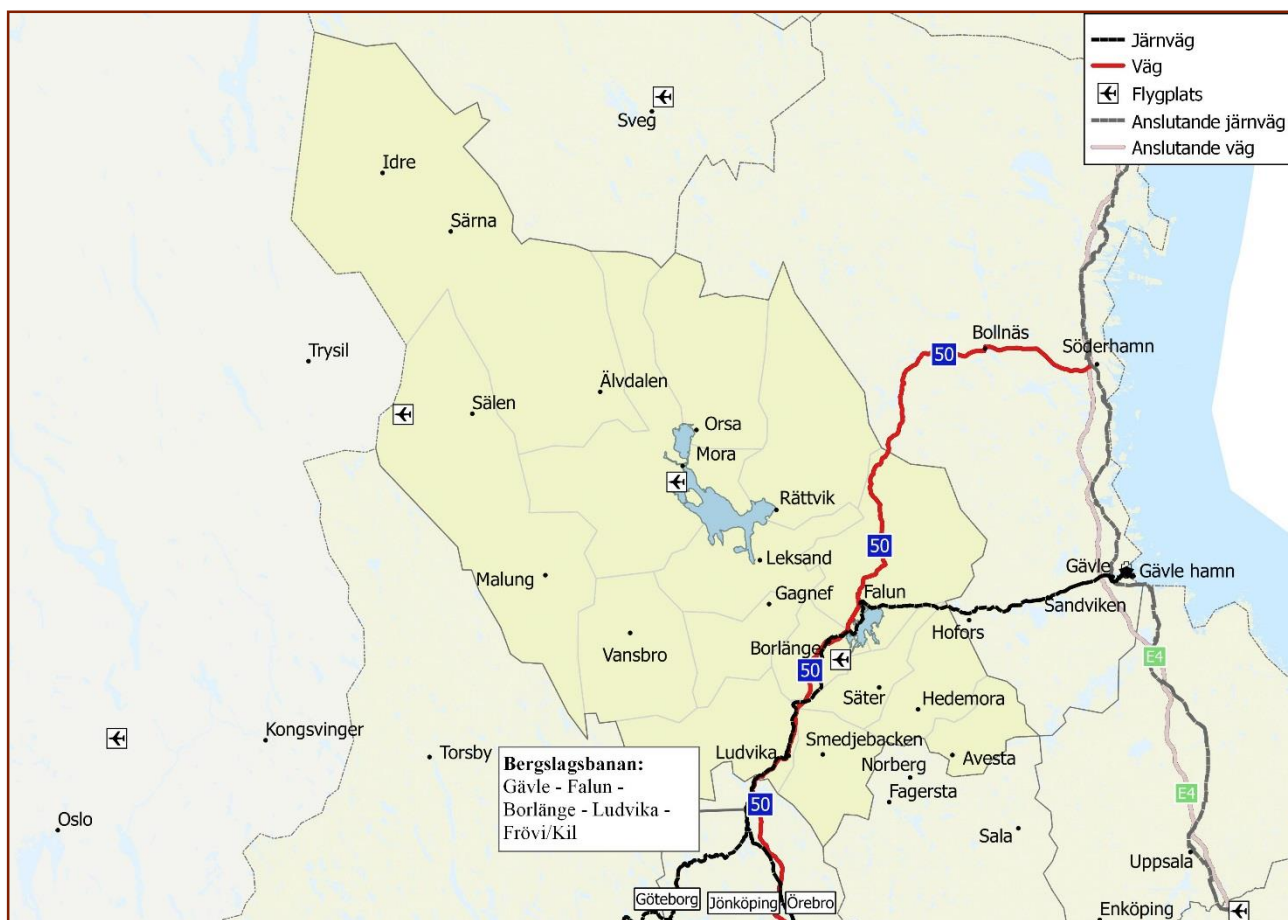 Järnväg
Väg
Flygplats
Anslutande järnväg
Anslutande väg
Sveg
Idre
Särna
Trysil
Bollnäs
50
Söderhamn
Älvdalen
Sälen
Orsa
Mora
Rättvik
50
Leksand
Gävle
Gävle hamn
Malung
Gagnef
Falun
Sandviken
Hofors
Vansbro
Borlänge
E4
50
Säter
Hedemora
Kongsvinger
Torsby
Ludvika
Smedjebacken
Avesta
Norberg
Bergslagsbanan:
Gävle - Falun -
Borlänge - Ludvika -
Frövi/Kil
50
Fagersta
E4
Oslo
Sala
Uppsala
Göteborg
Jönköping
Örebro
Enköping